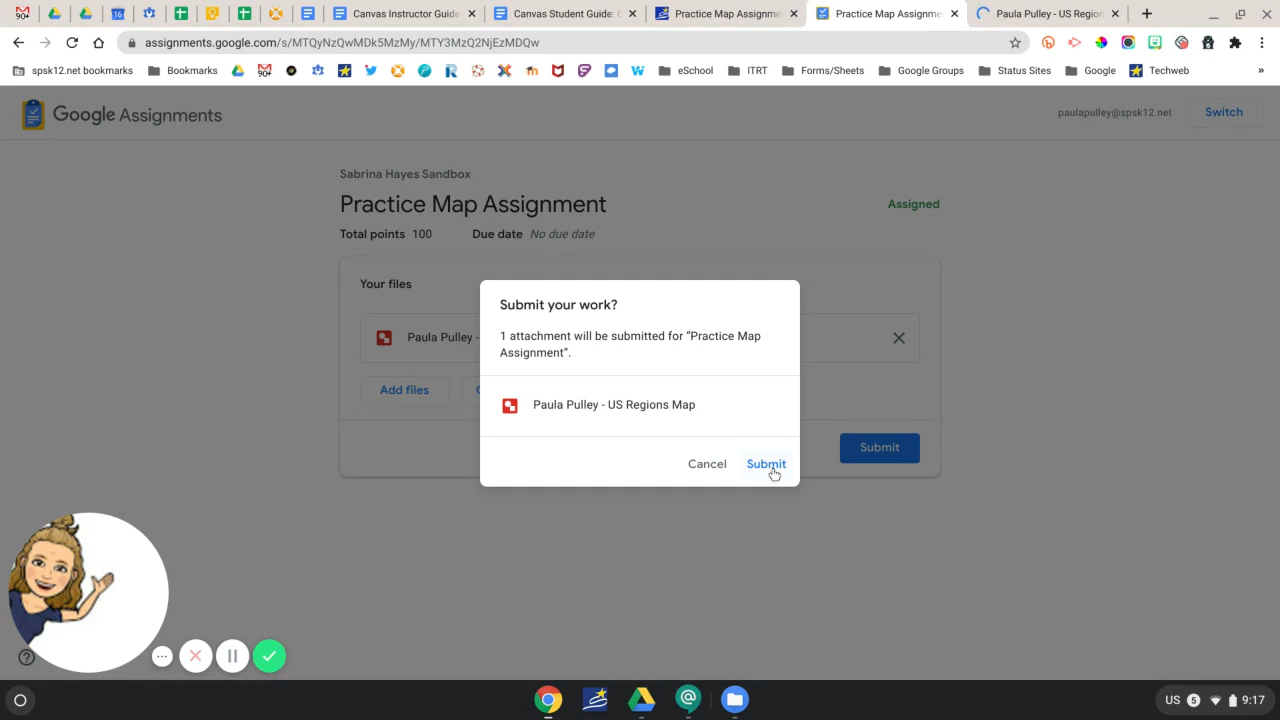 Canvas Instructor Guide
Canvas Student Guide: C
Practice Map Assignmen
Practice Map Assignme
Paula Pulley - US Region
assignments.google.com/s/MTQyNzQwMDk5MzMy/MTY3MzQ2NjEzMDQw
spsk12.net bookmarks
Bookmarks
eSchool
ITRT
Forms/Sheets
Google Groups
Status Sites
Google
Techweb
»
Google Assignments
paulapulley@spsk12.net
Switch
Sabrina Hayes Sandbox
Practice Map Assignment
Assigned
Total points 100 Due date No due date
Your files
Paula Pulley -
Add files
Submit
Submit your work?
1 attachment will be submitted for “Practice Map
Assignment”.
Paula Pulley - US Regions Map
Cancel
Submit
US 5 9:17